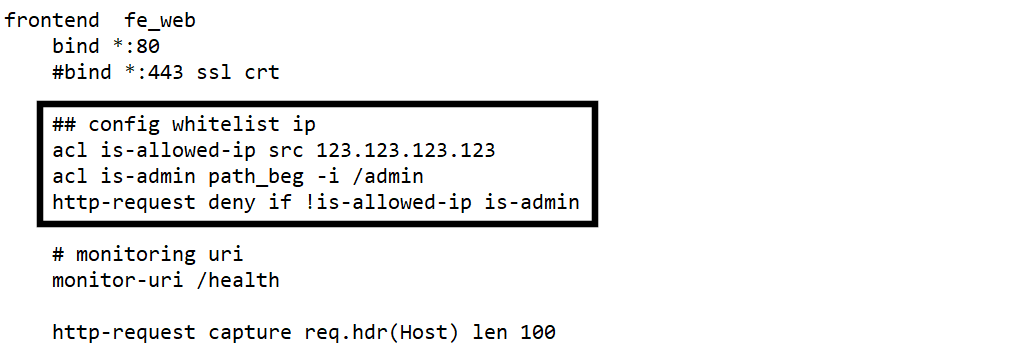 frontend  fe_web
    bind *:80
    #bind *:443 ssl crt
    ## config whitelist ip
    acl is-allowed-ip src 123.123.123.123
    acl is-admin path_beg -i /admin
    http-request deny if !is-allowed-ip is-admin
    # monitoring uri
    monitor-uri /health
    http-request capture req.hdr(Host) len 100